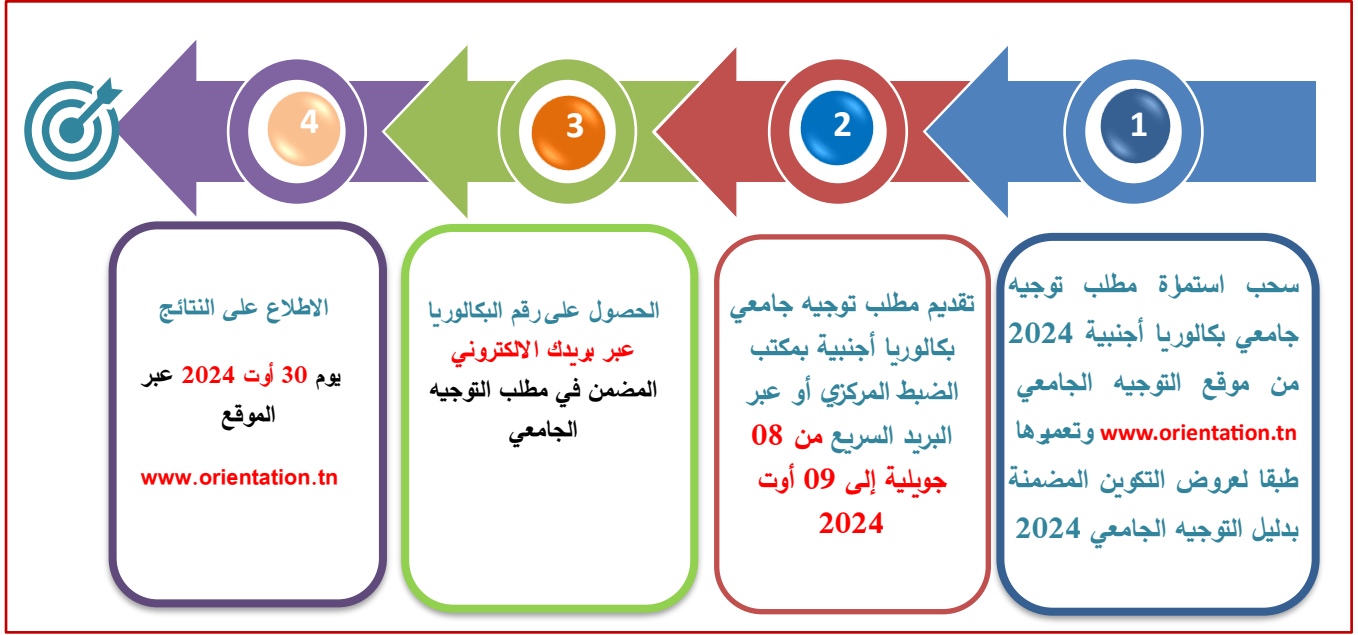 1
2
3
4
سحب استمارة مطلب توجيه
جامعي بكالوريا أجنبية 2024
من موقع التوجيه الجامعي
www.orientation.tn وتعميرها
طبقا لعروض التكوين المضمنة
بدليل التوجيه الجامعي 2024
تقديم مطلب توجيه جامعي
بكالوريا أجنبية بمكتب
الضبط المركزي أو عبر
البريد السريع من 08
جويلية إلى 09 أوت
2024
الحصول على رقم البكالوريا
عبر بريدك الالكتروني
المضمن في مطلب التوجيه
الجامعي
الاطلاع على النتائج
يوم 30 أوت 2024 عبر
الموقع
www.orientation.tn